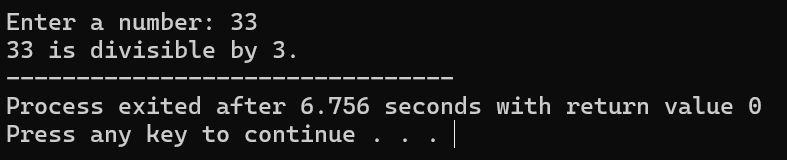 Enter a number: 33
33 is divisible by 3.
--------------------------------
Process exited after 6.756 seconds with return value 0
Press any key to continue . . .